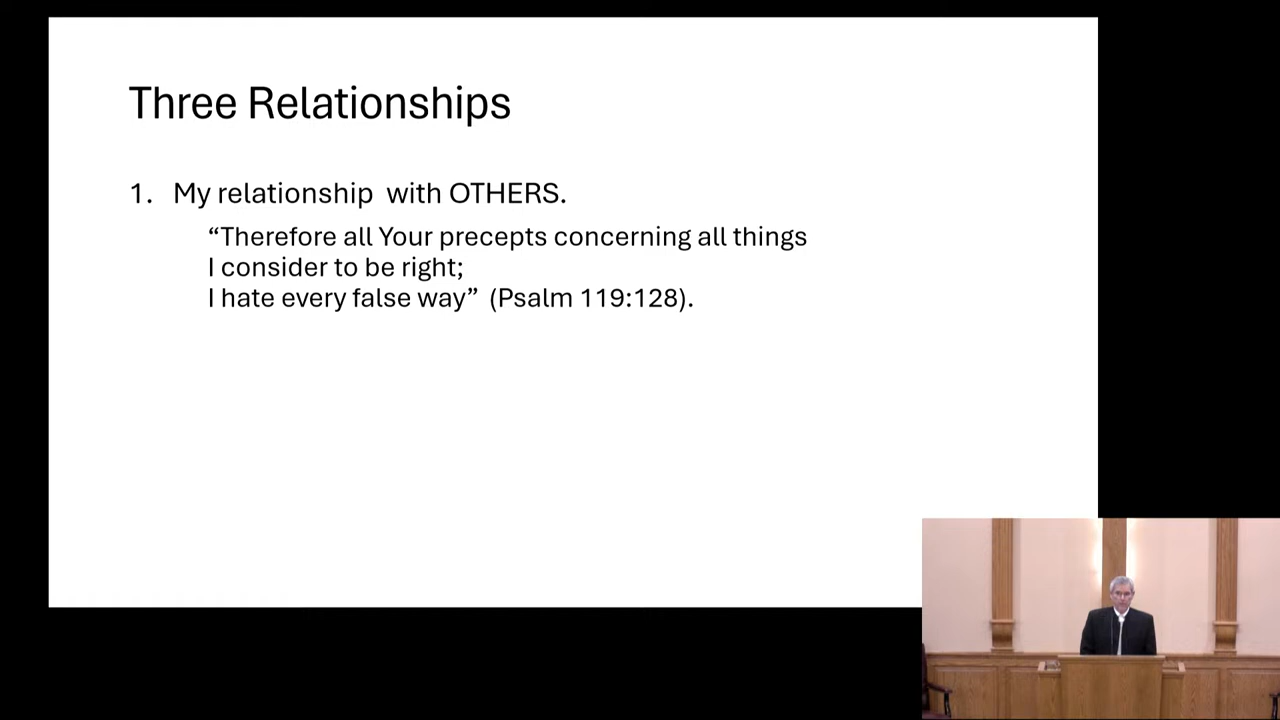 Three Relationships
1. My relationship  with OTHERS.
“Therefore all Your precepts concerning all things
I consider to be right;
I hate every false way”  (Psalm 119:128).